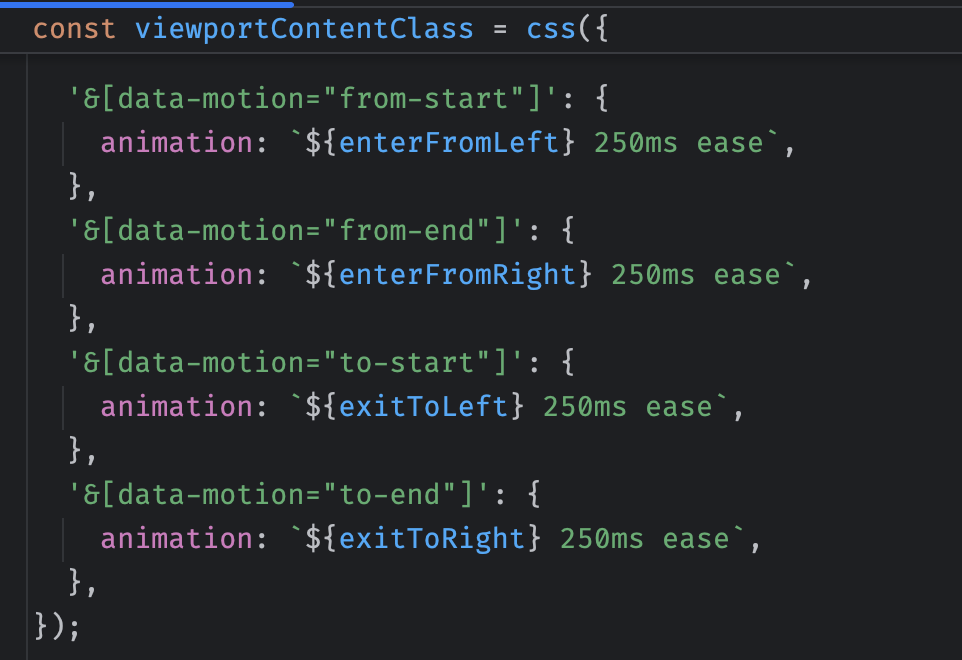 const viewportContentClass = css({
'&[data-motion="from-start"]': {
animation: `${enterFromLeft} 250ms ease`,
},
'&[data-motion="from-end"]': {
animation: `${enterFromRight} 250ms ease`,
},
'&[data-motion="to-start"]': {
animation: `${exitToLeft} 250ms ease`,
},
'&[data-motion="to-end"]': {
animation: `${exitToRight} 250ms ease`,
},
});